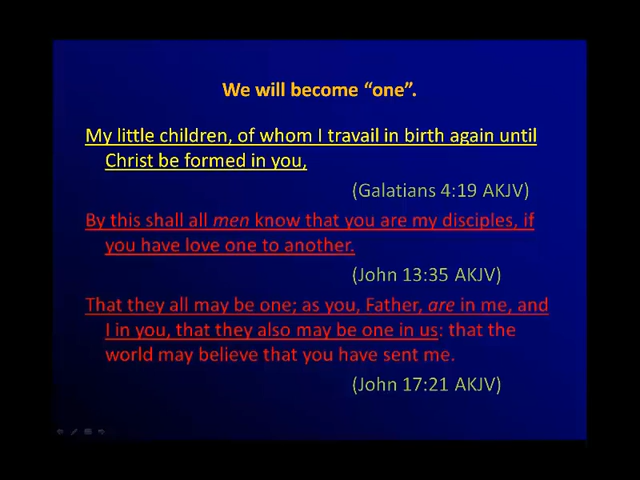 We will become “one”.
My little children, of whom I travail in birth again until
Christ be formed in you,
(Galatians 4:19 AKJV)
By this shall all men know that you are my disciples, if
you have love one to another.
(John 13:35 AKJV)
That they all may be one; as you, Father, are in me, and
I in you, that they also may be one in us: that the
world may believe that you have sent me.
(John 17:21 AKJV)